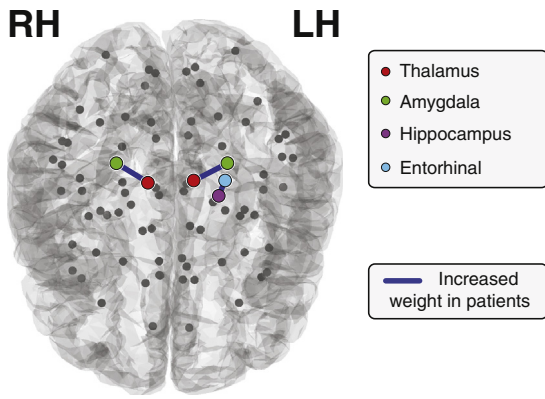 RH
LH
Thalamus
Amygdala
Hippocampus
Entorhinal
Increased
weight in patients